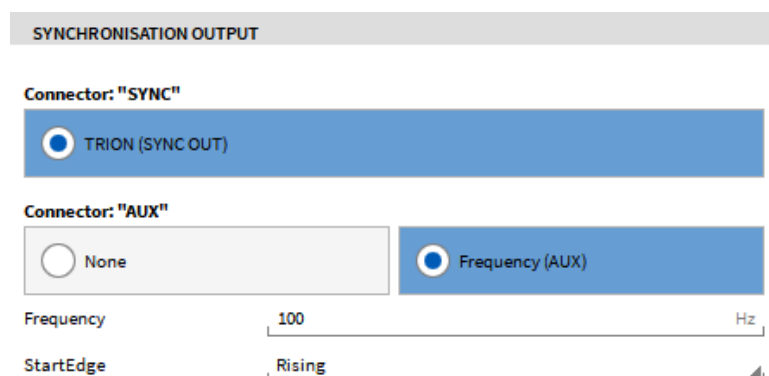 SYNCHRONISATION OUTPUT
Connector: "SYNC"
TRION (SYNC OUT)
Connector: "AUX"
None Frequency (AUX)
Frequency 100 Hz
StartEdge Rising